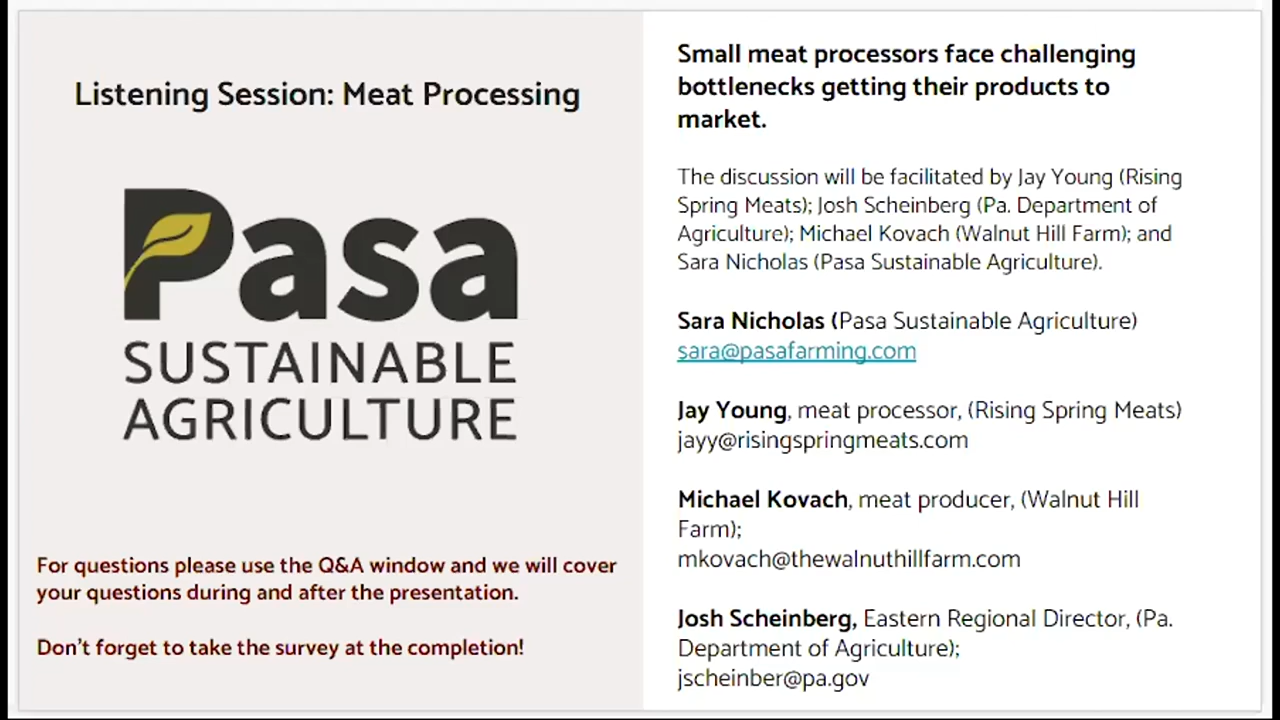 Listening Session: Meat Processing
Pasa
SUSTAINABLE
AGRICULTURE
For questions please use the Q&A window and we will cover
your questions during and after the presentation.
Don't forget to take the survey at the completion!
Small meat processors face challenging
bottlenecks getting their products to
market.
The discussion will be facilitated by Jay Young (Rising
Spring Meats); Josh Scheinberg (Pa. Department of
Agriculture); Michael Kovach (Walnut Hill Farm); and
Sara Nicholas (Pasa Sustainable Agriculture).
Sara Nicholas (Pasa Sustainable Agriculture)
sara@pasafarming.com
Jay Young, meat processor, (Rising Spring Meats)
jayy@risingspringmeats.com
Michael Kovach, meat producer, (Walnut Hill
Farm);
mkovach@thewalnuthillfarm.com
Josh Scheinberg, Eastern Regional Director, (Pa.
Department of Agriculture);
jscheinber@pa.gov